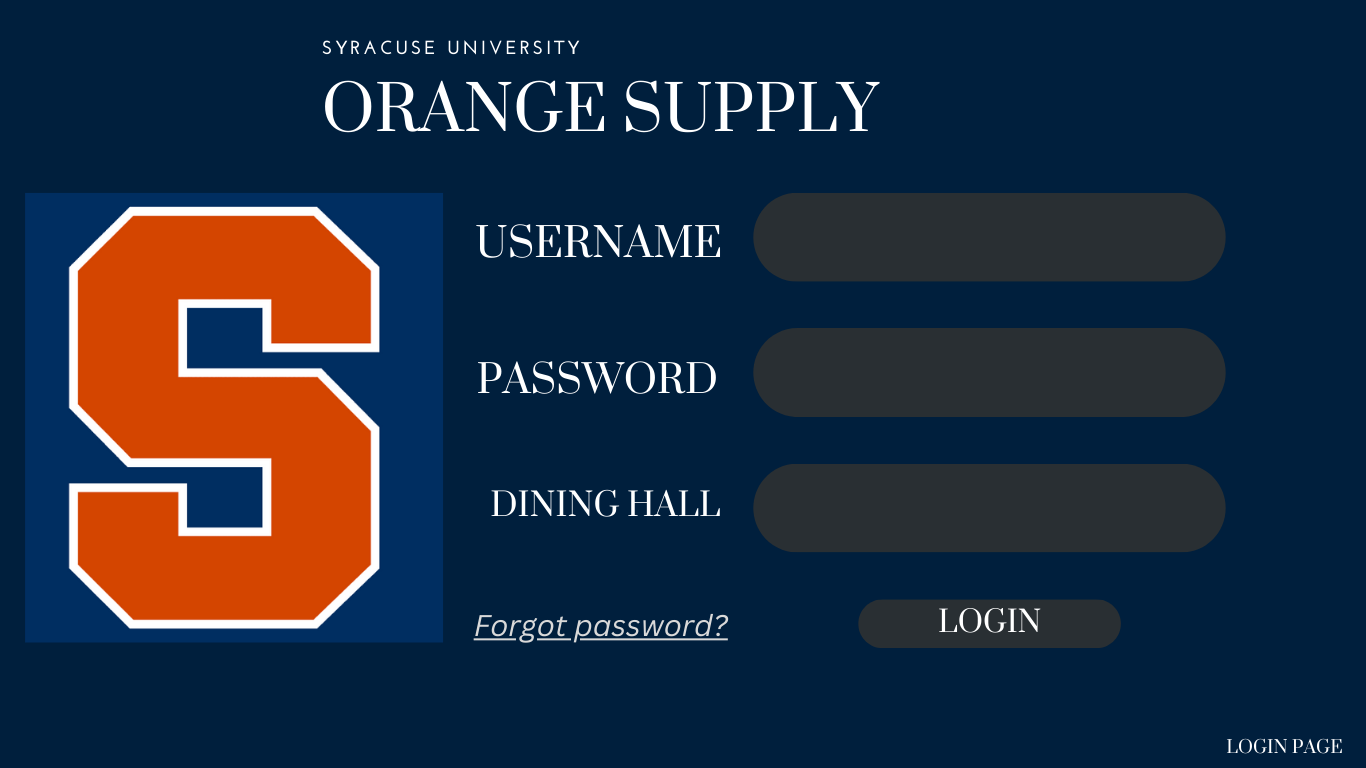 SYRACUSE UNIVERSITY
ORANGE SUPPLY
S
USERNAME
PASSWORD
DINING HALL
Forgot password?
LOGIN
LOGIN PAGE